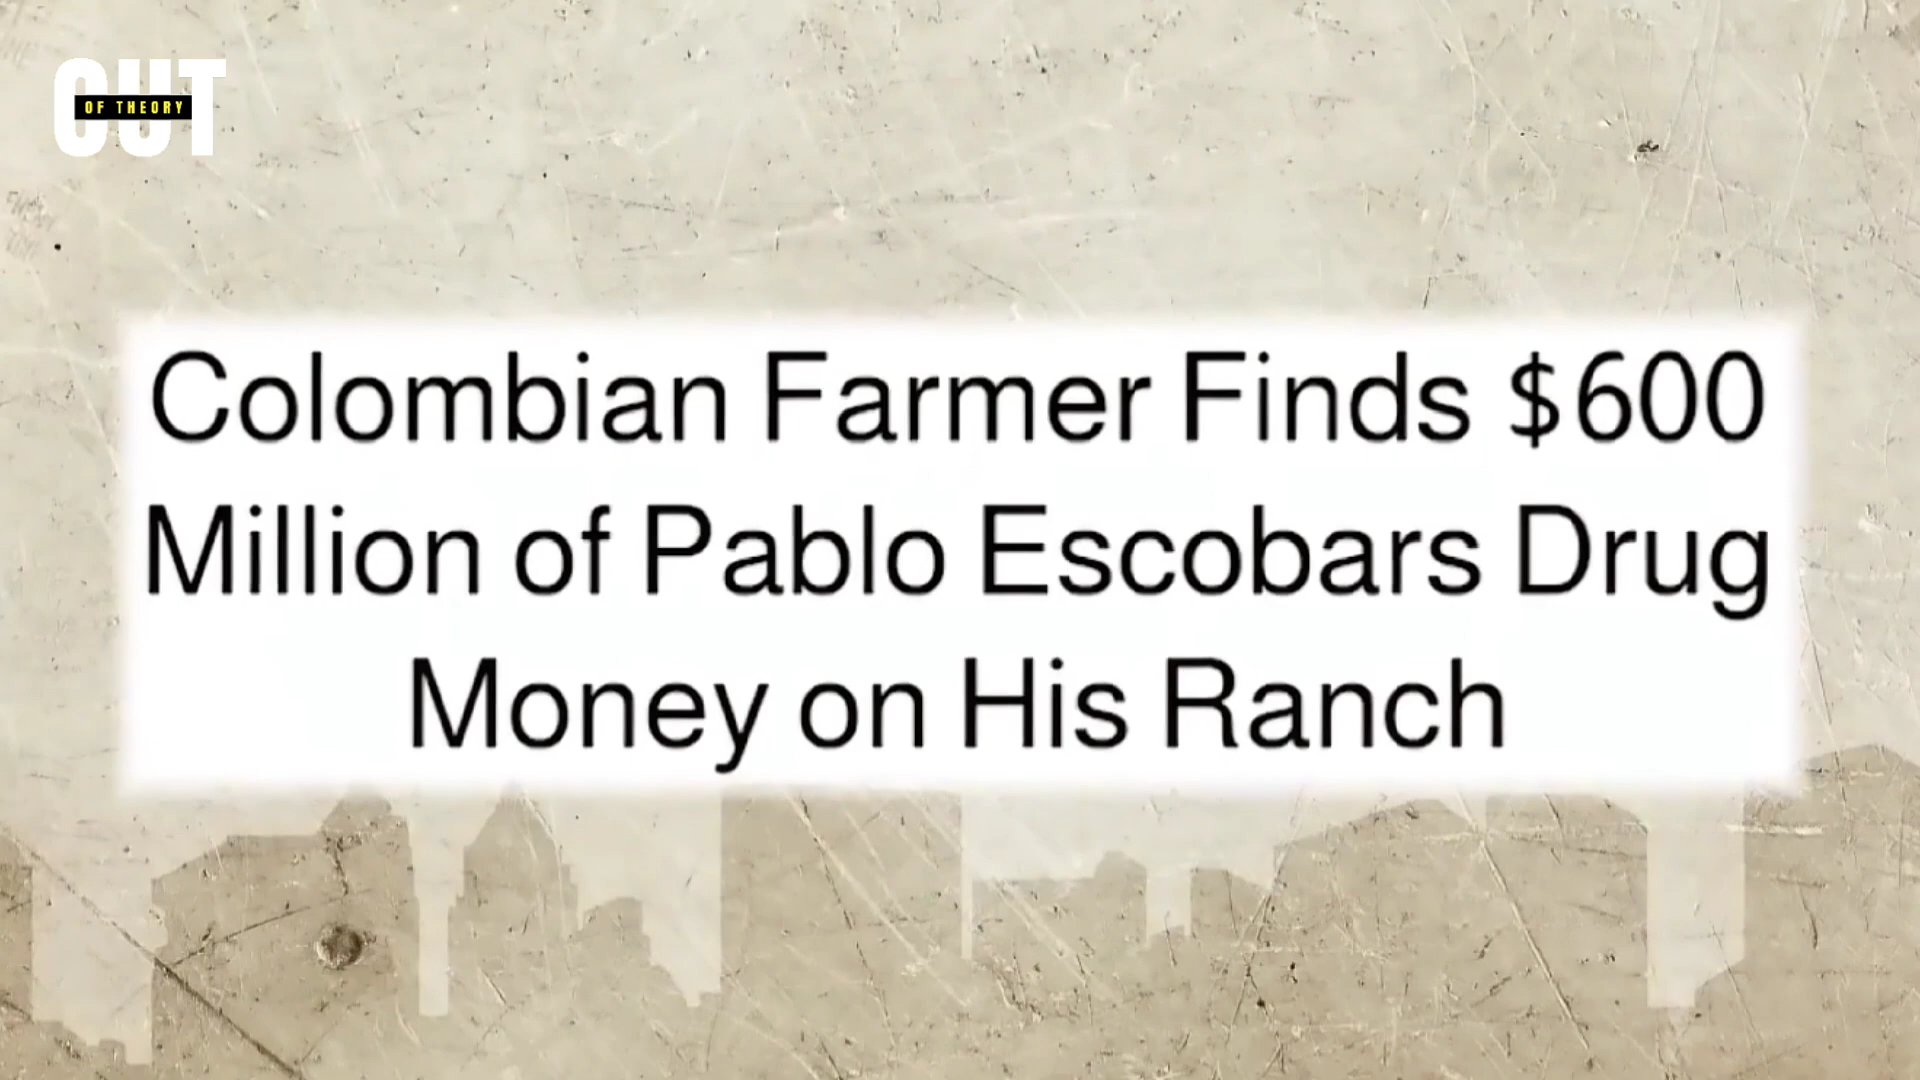 CUT
OF THEORY
Colombian Farmer Finds $600
Million of Pablo Escobars Drug
Money on His Ranch